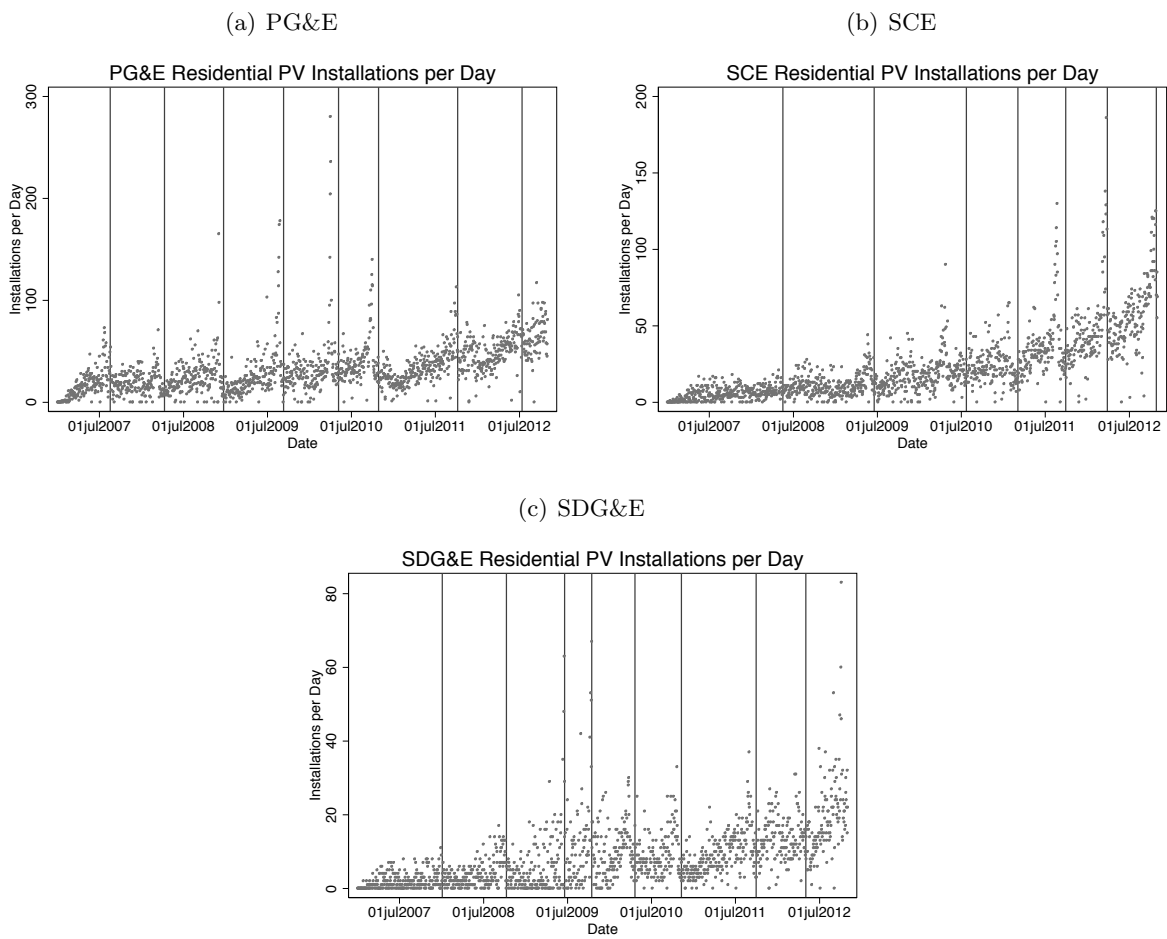 (a) PG&E
PG&E Residential PV Installations per Day
Installations per Day
300
200
100
0
01jul2007 01jul2008 01jul2009 01jul2010 01jul2011 01jul2012
Date
(b) SCE
SCE Residential PV Installations per Day
Installations per Day
200
150
100
50
0
01jul2007 01jul2008 01jul2009 01jul2010 01jul2011 01jul2012
Date
(c) SDG&E
SDG&E Residential PV Installations per Day
Installations per Day
80
60
40
20
0
01jul2007 01jul2008 01jul2009 01jul2010 01jul2011 01jul2012
Date